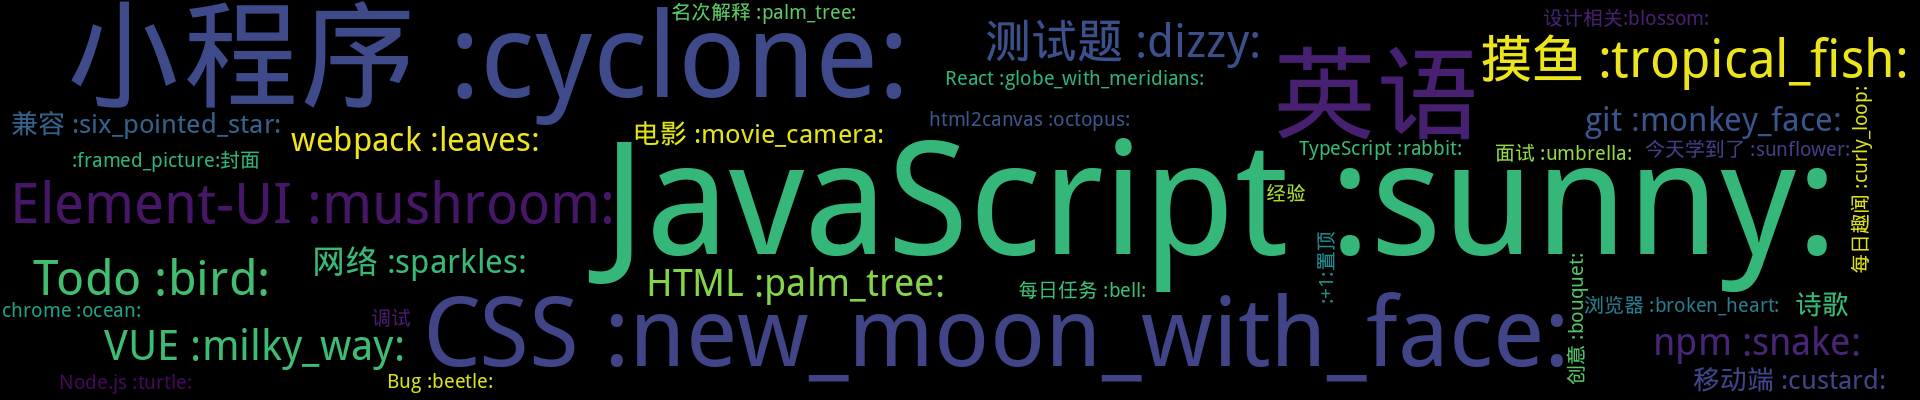 小程序 :cyclone:
名次解释 :palm_tree:
测试题 :dizzy:
设计相关:blossom:
React :globe_with_meridians:
英语
摸鱼 :tropical_fish:
兼容 :six_pointed_star:
webpack :leaves:
电影 :movie_camera:
html2canvas :octopus:
git :monkey_face:
:framed_picture:封面
TypeScript :rabbit:
面试 :umbrella:
今天学到了 :sunflower:
每日趣闻 :curly_loop:
Element-UI :mushroom:
JavaScript :sunny:
经验
Todo :bird:
网络 :sparkles:
HTML :palm_tree:
每日任务 :bell:
:+1:置顶
创意 :bouquet:
浏览器 :broken_heart:
诗歌
chrome :ocean:
调试
VUE :milky_way:
CSS :new_moon_with_face:
npm :snake:
Node.js :turtle:
Bug :beetle:
移动端 :custard: